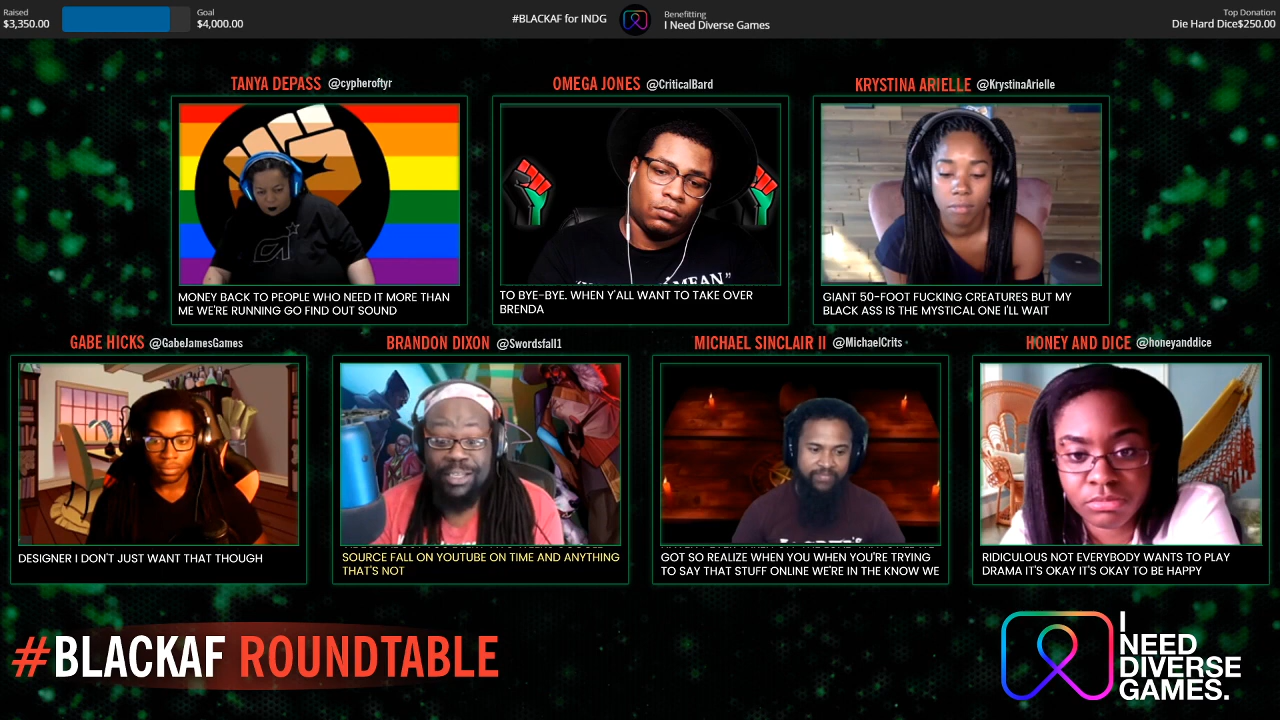 Raised
$3,350.00
Goal
$4,000.00
#BLACKAF for INDG
Benefitting
I Need Diverse Games
Top Donation
Die Hard Dice$250.00
TANYA DEPASS @cypheroftyr
OMEGA JONES @CriticalBard
KRYSTINA ARIELLE @KrystinaArielle
MEAN"
MONEY BACK TO PEOPLE WHO NEED IT MORE THAN
ME WE'RE RUNNING GO FIND OUT SOUND
TO BYE-BYE. WHEN Y'ALL WANT TO TAKE OVER
BRENDA
GIANT 50-FOOT FUCKING CREATURES BUT MY
BLACK ASS IS THE MYSTICAL ONE I'LL WAIT
GABE HICKS @GabeJamesGames
BRANDON DIXON @Swordsfall1
MICHAEL SINCLAIR II @MichaelCrits
HONEY AND DICE @honeyanddice
DESIGNER I DON'T JUST WANT THAT THOUGH
SOURCE FALL ON YOUTUBE ON TIME AND ANYTHING
THAT'S NOT
GOT SO REALIZE WHEN YOU WHEN YOU'RE TRYING
TO SAY THAT STUFF ONLINE WE'RE IN THE KNOW WE
RIDICULOUS NOT EVERYBODY WANTS TO PLAY
DRAMA IT'S OKAY IT'S OKAY TO BE HAPPY
#BLACKAF ROUNDTABLE
I
NEED
DIVERSE
GAMES.